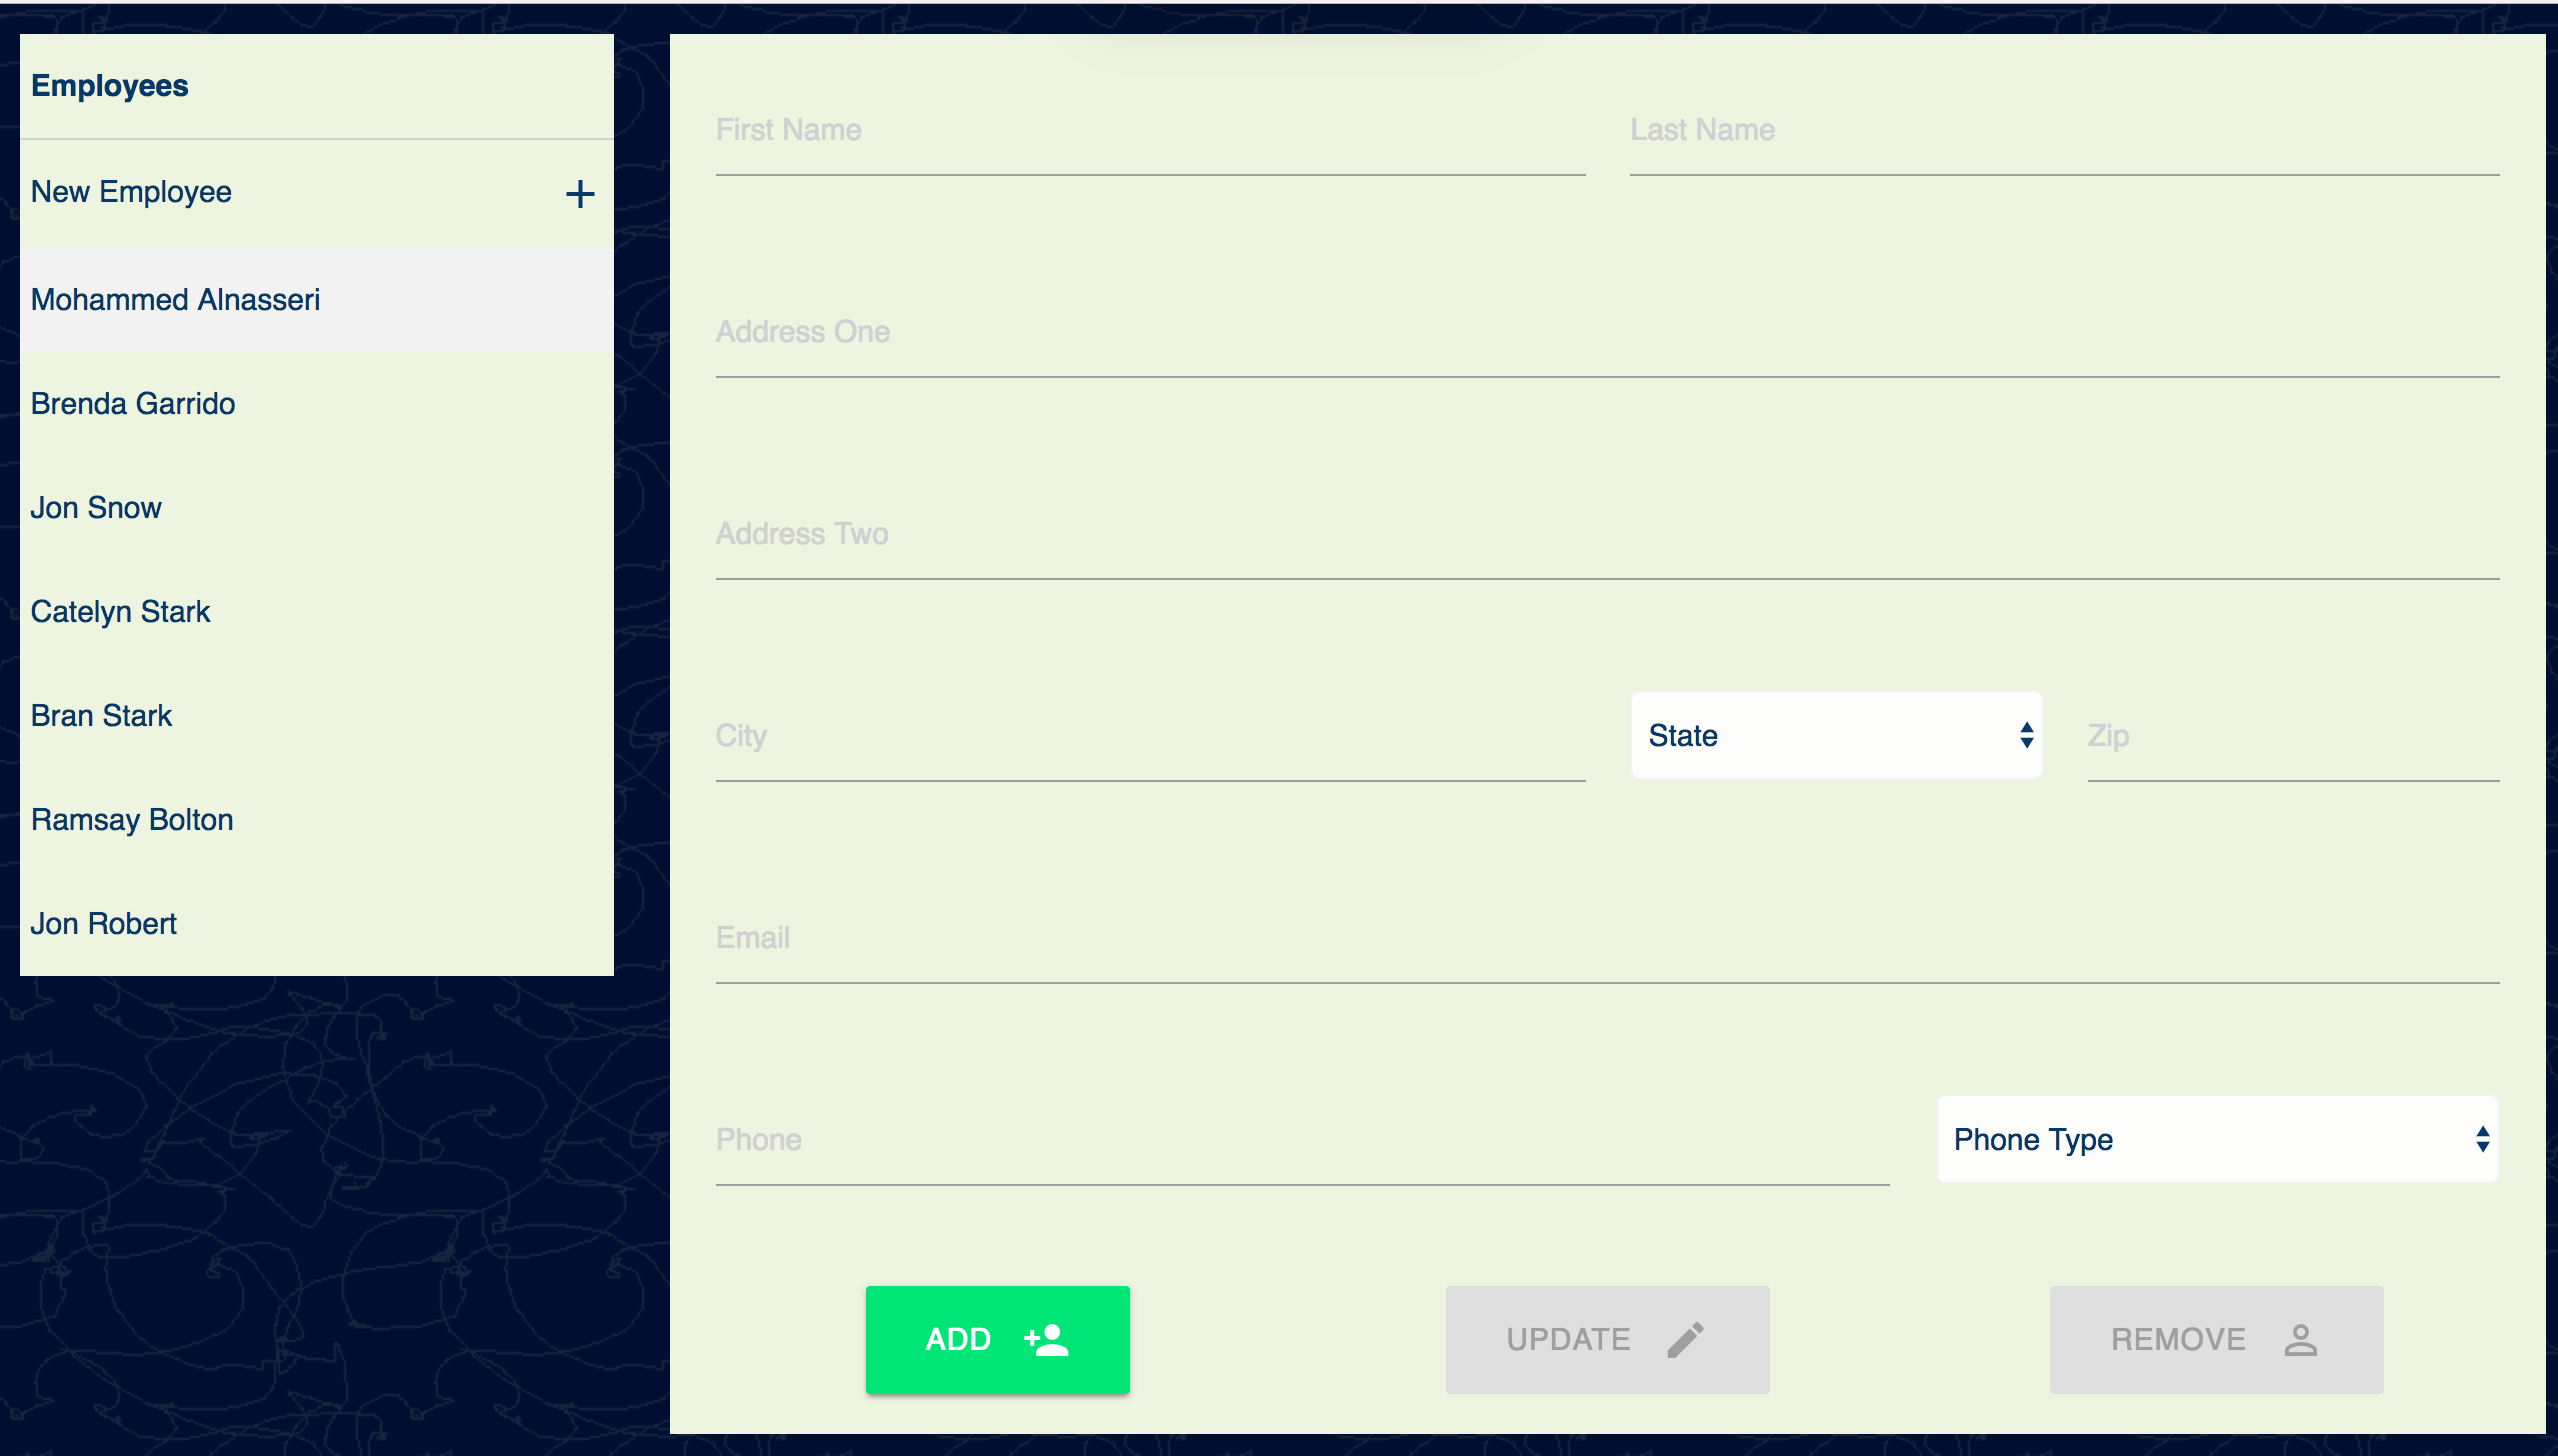 Employees
New Employee
Mohammed Alnasseri
Brenda Garrido
Jon Snow
Catelyn Stark
Bran Stark
Ramsay Bolton
Jon Robert
First Name Last Name
Address One
Address Two
City State Zip
Email
Phone Phone Type
ADD UPDATE REMOVE